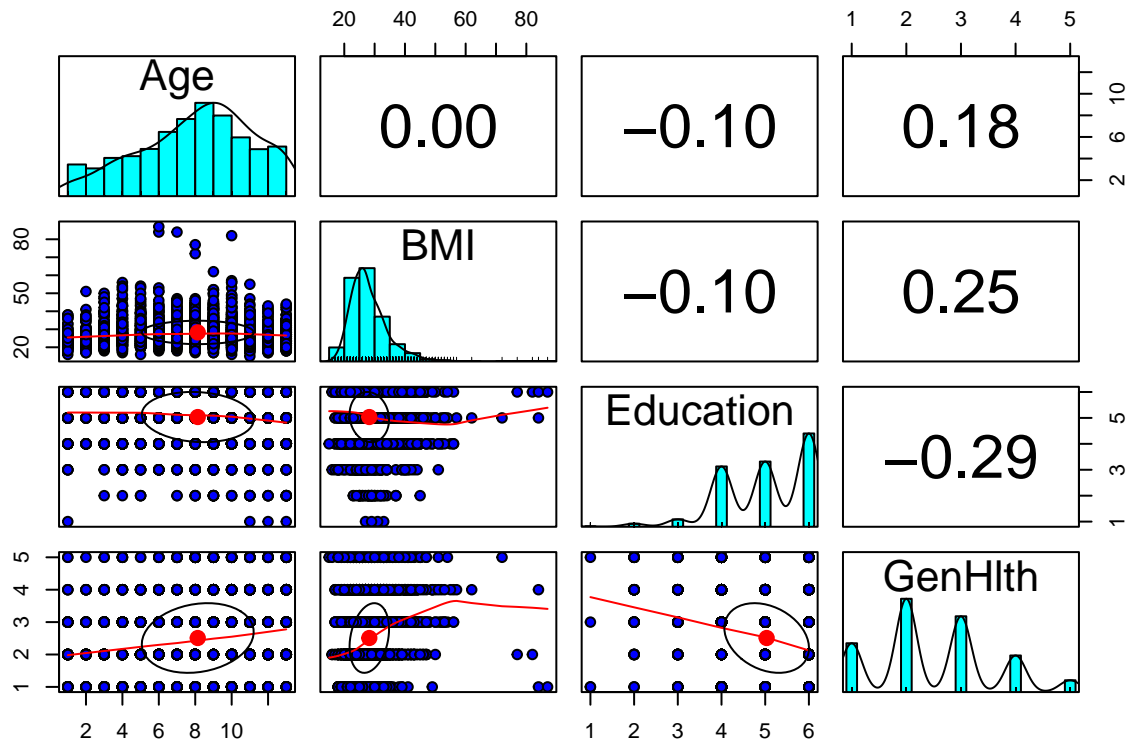 20 40 60 80
1 2 3 4 5
Age
0.00
−0.10
0.18
2 6 10
20 50 80
BMI
−0.10
0.25
Education
−0.29
1 3 5
1 2 3 4 5
GenHlth
2 4 6 8 10
1 2 3 4 5 6